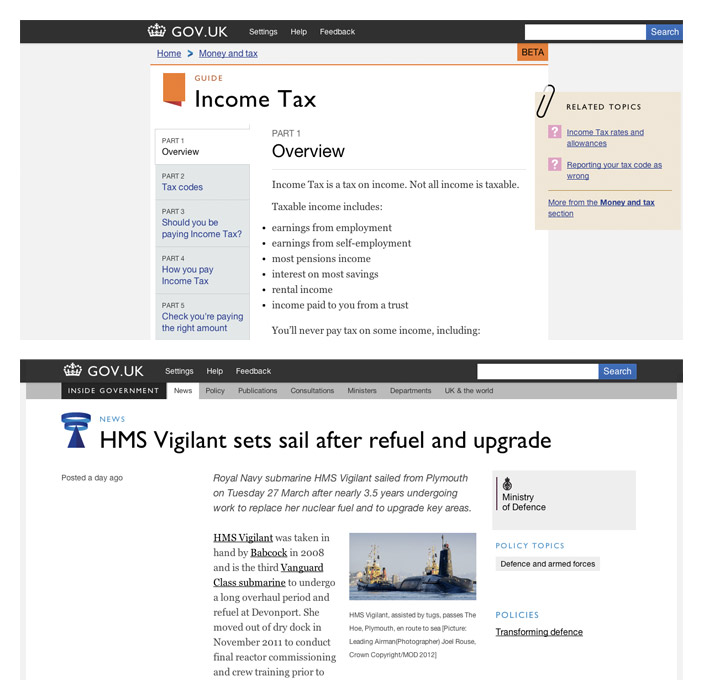 GOV.UK Settings Help Feedback Search
Home > Money and tax BETA
GUIDE
Income Tax
PART 1
Overview
PART 2
Tax codes
PART 3
Should you be
paying Income Tax?
PART 4
How you pay
Income Tax
PART 5
Check you're paying
the right amount
PART 1
Overview
Income Tax is a tax on income. Not all income is taxable.
Taxable income includes:
• earnings from employment
• earnings from self-employment
• most pensions income
• interest on most savings
• rental income
• income paid to you from a trust
You'll never pay tax on some income, including:
RELATED TOPICS
? Income Tax rates and
allowances
? Reporting your tax code as
wrong
More from the Money and tax
section
GOV.UK Settings Help Feedback Search
INSIDE GOVERNMENT News Policy Publications Consultations Ministers Departments UK & the world
NEWS
HMS Vigilant sets sail after refuel and upgrade
Posted a day ago
Royal Navy submarine HMS Vigilant sailed from Plymouth
on Tuesday 27 March after nearly 3.5 years undergoing
work to replace her nuclear fuel and to upgrade key areas.
HMS Vigilant was taken in
hand by Babcock in 2008
and is the third Vanguard
Class submarine to undergo
a long overhaul period and
refuel at Devonport. She
moved out of dry dock in
November 2011 to conduct
final reactor commissioning
and crew training prior to
HMS Vigilant, assisted by tugs, passes The
Hoe, Plymouth, en route to sea [Picture:
Leading Airman(Photographer) Joel Rouse,
Crown Copyright/MOD 2012]
Ministry
of Defence
POLICY TOPICS
Defence and armed forces
POLICIES
Transforming defence